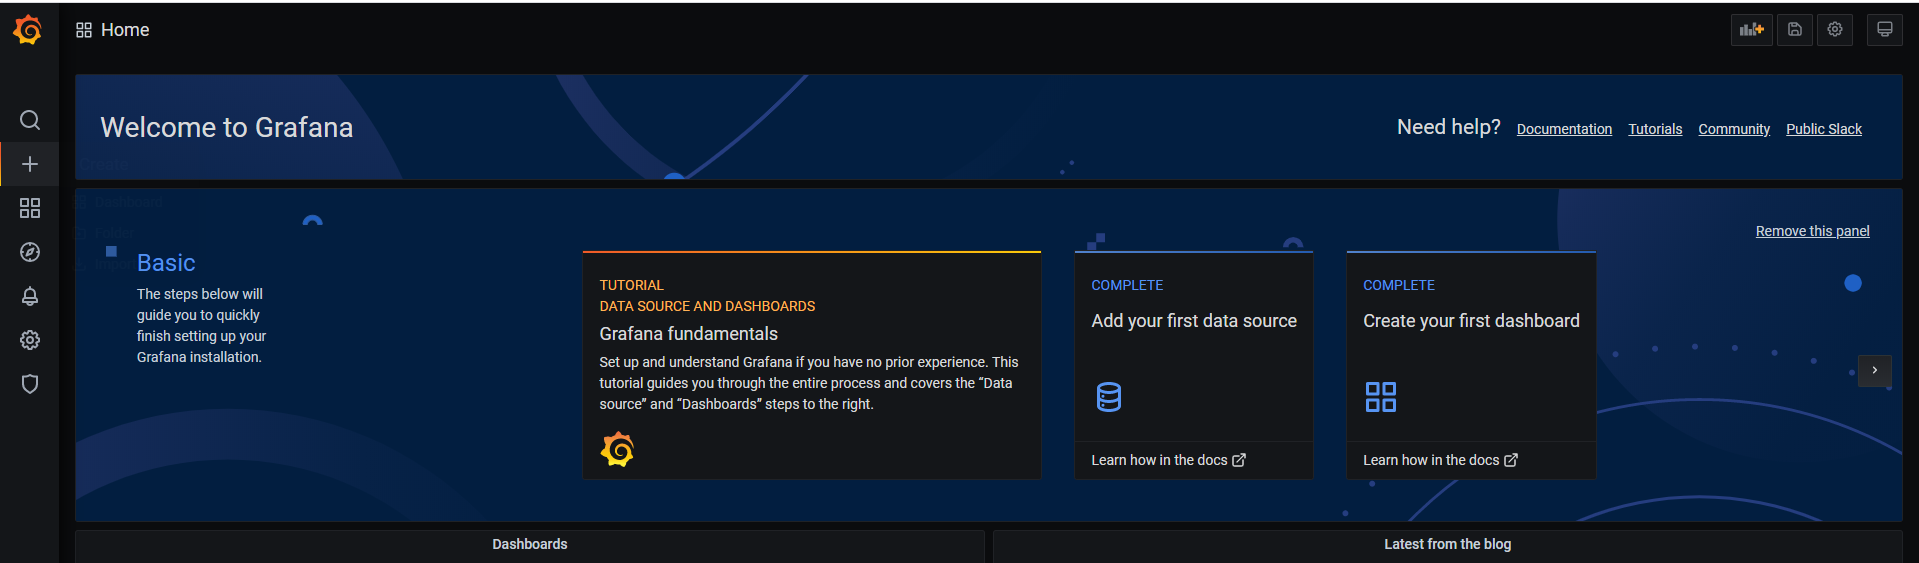 Home
Welcome to Grafana
Need help? Documentation Tutorials Community Public Slack
Remove this panel
Basic
The steps below will
guide you to quickly
finish setting up your
Grafana installation.
TUTORIAL
DATA SOURCE AND DASHBOARDS
Grafana fundamentals
Set up and understand Grafana if you have no prior experience. This
tutorial guides you through the entire process and covers the “Data
source” and “Dashboards” steps to the right.
COMPLETE
Add your first data source
Learn how in the docs
COMPLETE
Create your first dashboard
Learn how in the docs
Dashboards
Latest from the blog